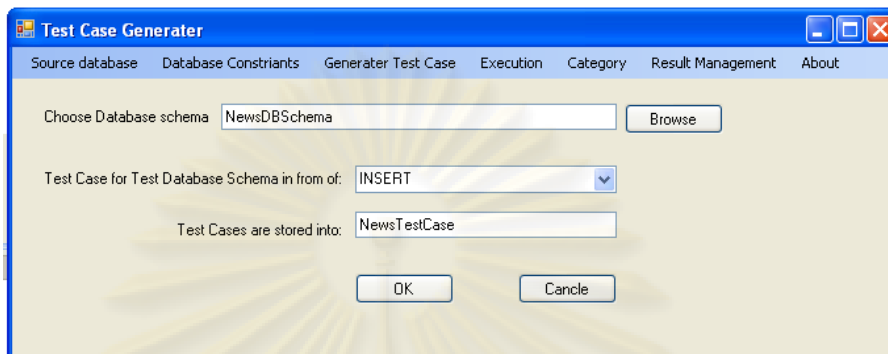 Test Case Generater
Source database Database Constriants Generater Test Case Execution Category Result Management About
Choose Database schema NewsDBSchema Browse
Test Case for Test Database Schema in from of: INSERT
Test Cases are stored into: NewsTestCase
OK Cancle